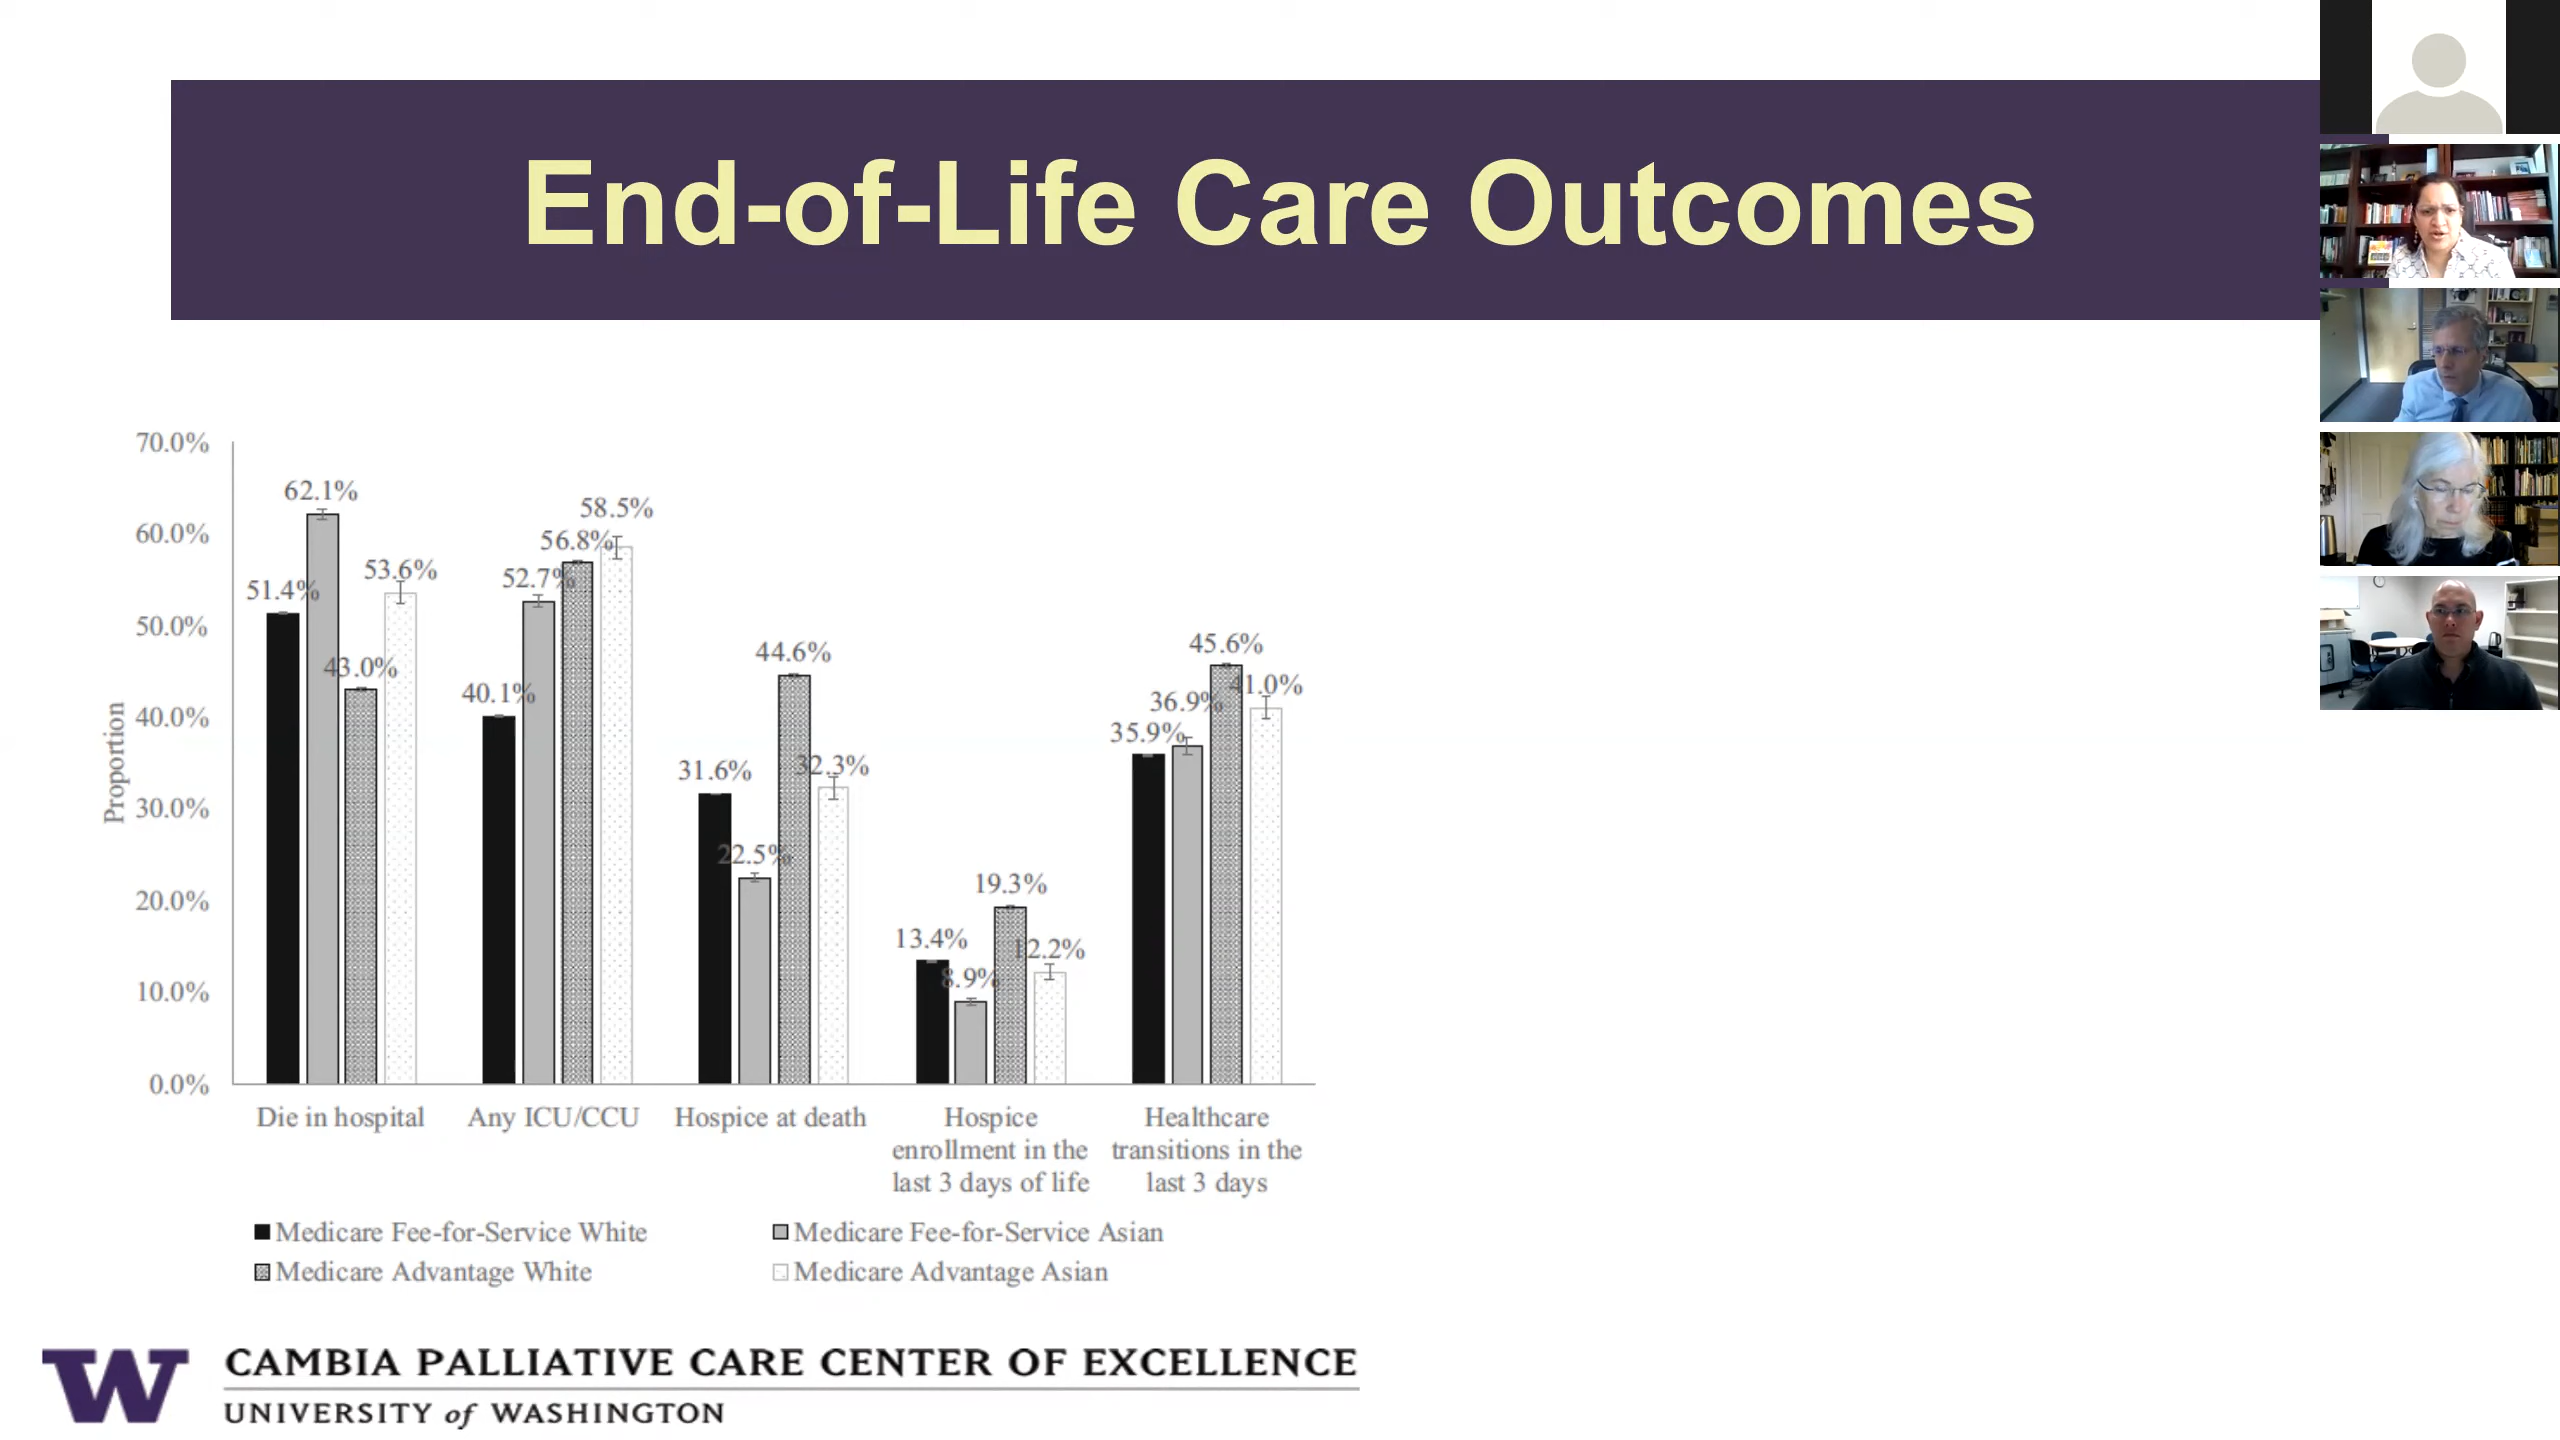 End-of-Life Care Outcomes
70.0%
60.0%
50.0%
40.0%
30.0%
20.0%
10.0%
0.0%
Proportion
51.4%
62.1%
43.0%
53.6%
40.1%
52.7%
56.8%
58.5%
31.6%
22.5%
44.6%
32.3%
13.4%
8.9%
19.3%
12.2%
35.9%
36.9%
45.6%
41.0%
Die in hospital
Any ICU/CCU
Hospice at death
Hospice
enrollment in the
last 3 days of life
Healthcare
transitions in the
last 3 days
Medicare Fee-for-Service White
Medicare Fee-for-Service Asian
Medicare Advantage White
Medicare Advantage Asian
W
CAMBIA PALLIATIVE CARE CENTER OF EXCELLENCE
UNIVERSITY of WASHINGTON